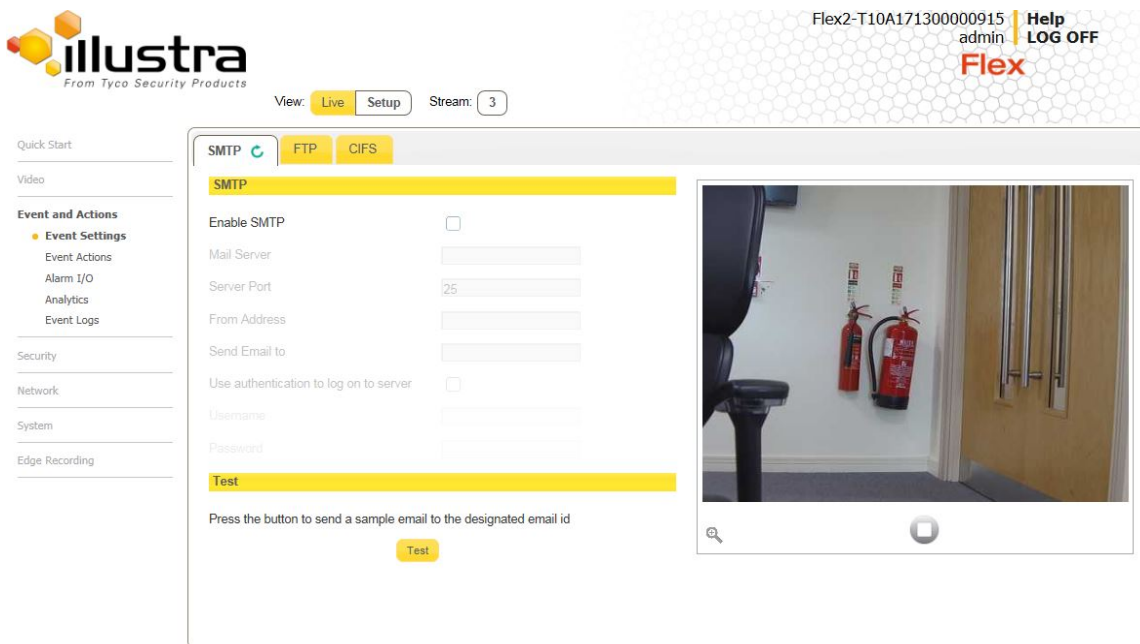 illustra
From Tyco Security Products
Flex2-T10A171300000915
Help
admin
LOG OFF
Flex
View: Live Setup Stream: 3
Quick Start
Video
Event and Actions
Event Settings
Event Actions
Alarm I/O
Analytics
Event Logs
Security
Network
System
Edge Recording
SMTP FTP CIFS
SMTP
Enable SMTP
Mail Server
Server Port 25
From Address
Send Email to
Use authentication to log on to server
Username
Password
Test
Press the button to send a sample email to the designated email id
Test